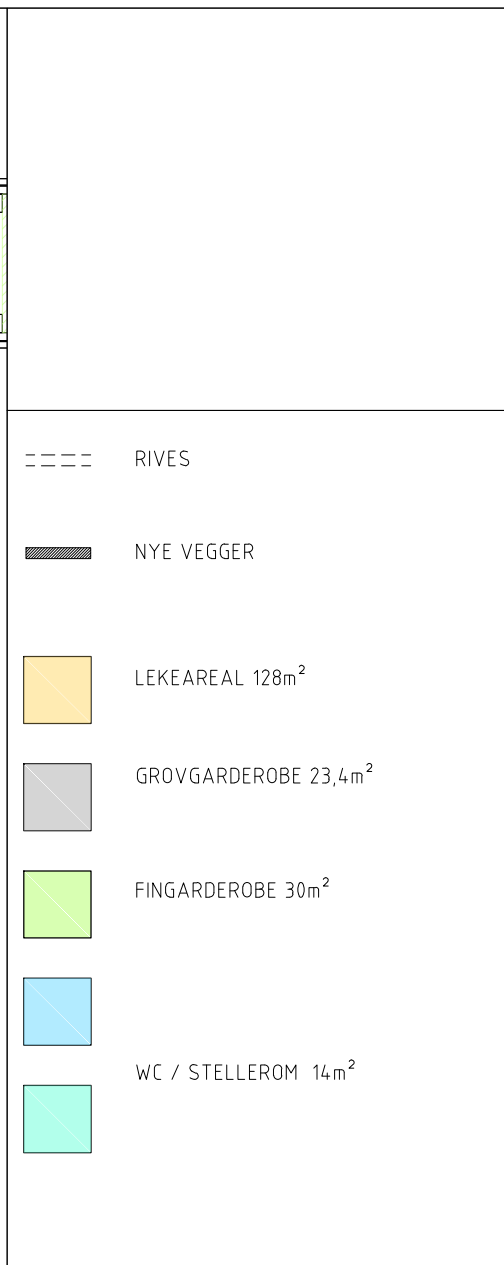 RIVES
NYE VEGGER
LEKEAREAL 128m²
GROVGARDEROBE 23,4m²
FINGARDEROBE 30m²
WC / STELLEROM 14m²